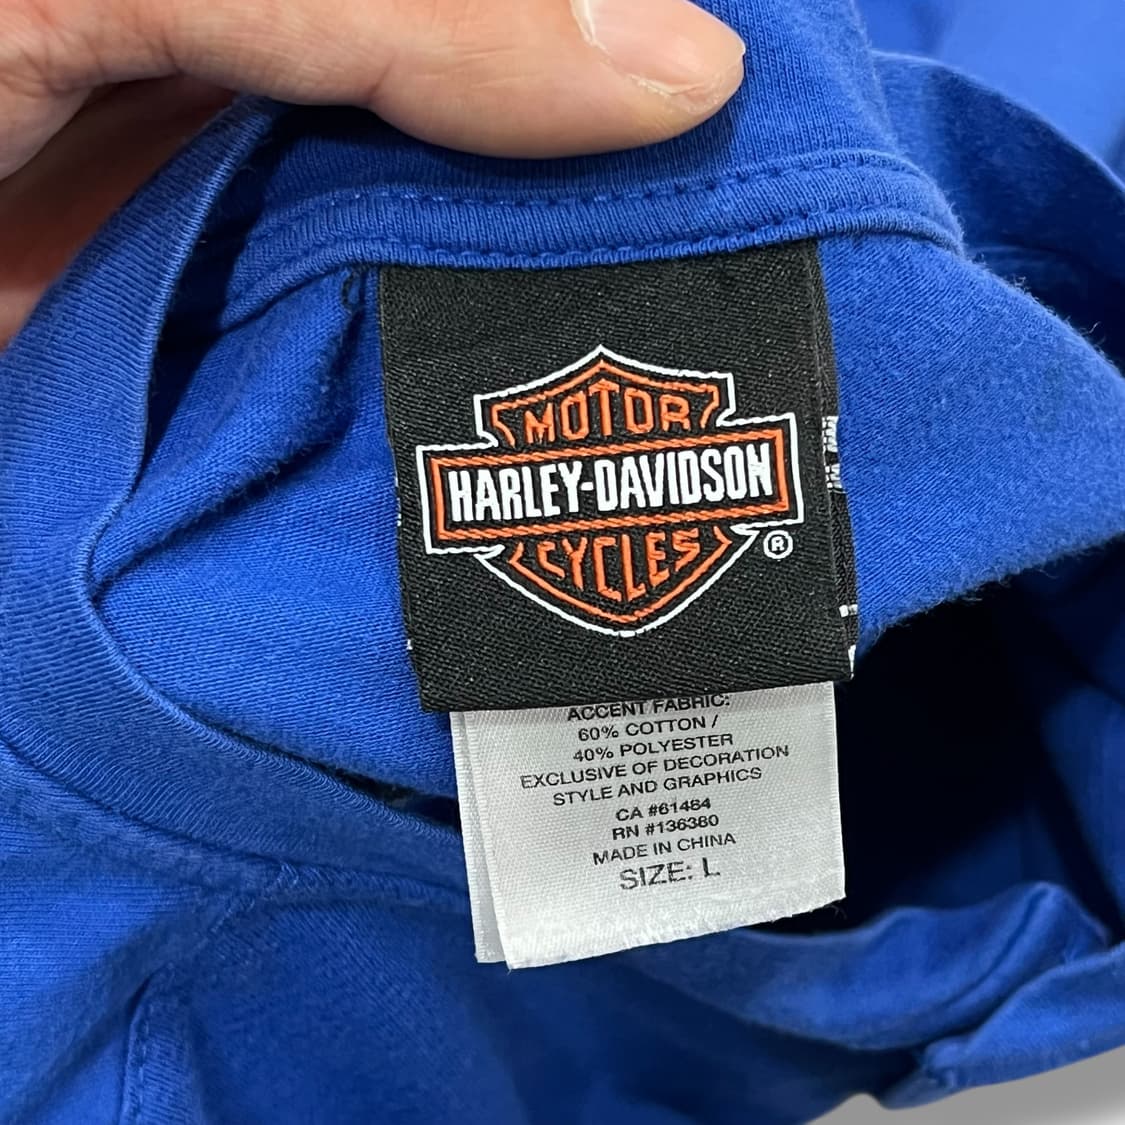 MOTOR
HARLEY-DAVIDSON
CYCLES
®
ACCENT FABRIC:
60% COTTON /
40% POLYESTER
EXCLUSIVE OF DECORATION
STYLE AND GRAPHICS
CA #61484
RN #136380
MADE IN CHINA
SIZE: L